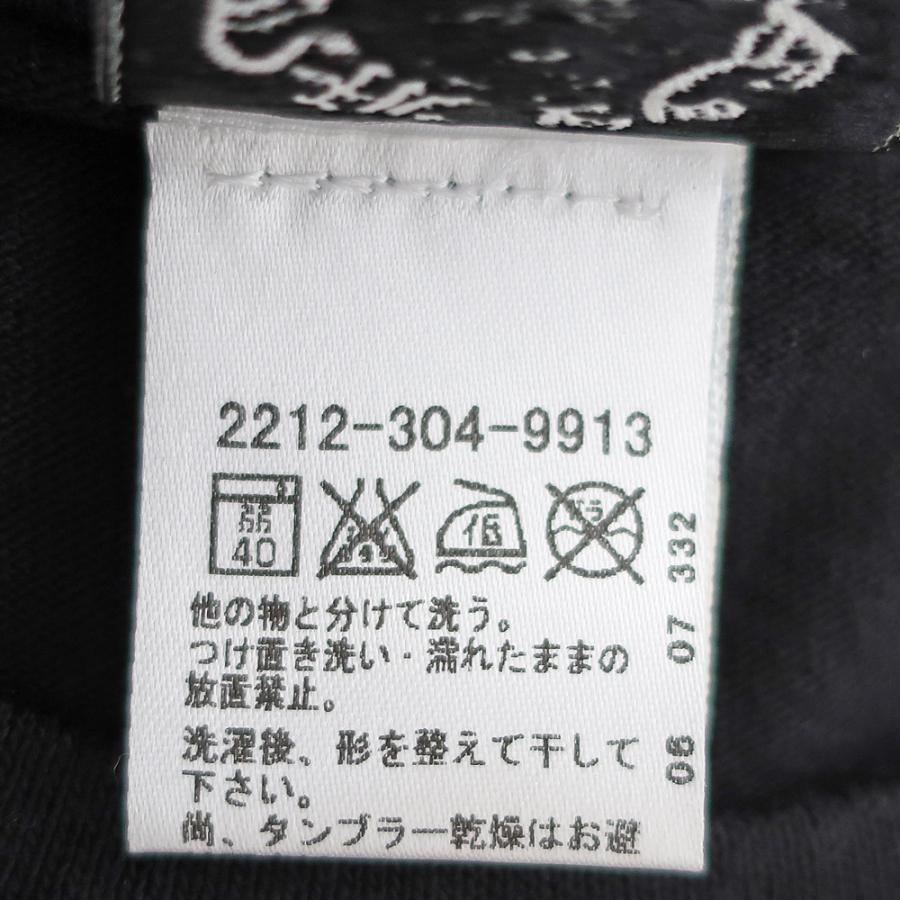 2212-304-9913
弱
40
低
他の物と分けて洗う。
つけ置き洗い・濡れたままの
放置禁止。
洗濯後、形を整えて干して
下さい。
尚、タンブラー乾燥はお避
06 07 332